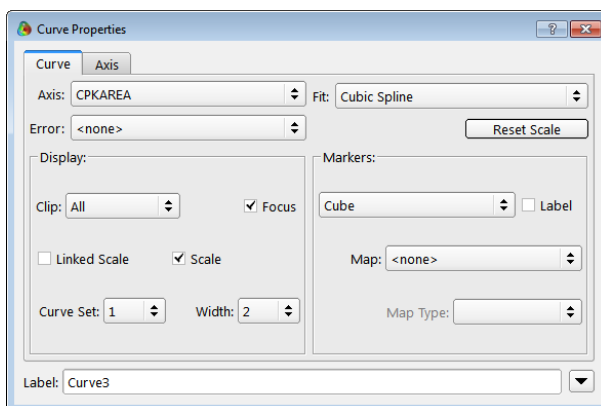 Curve Properties
Curve Axis
Axis: CPKAREA Fit: Cubic Spline
Error: <none> Reset Scale
Display: Markers:
Clip: All Focus Cube Label
Linked Scale Scale Map: <none>
Curve Set: 1 Width: 2 Map Type:
Label: Curve3